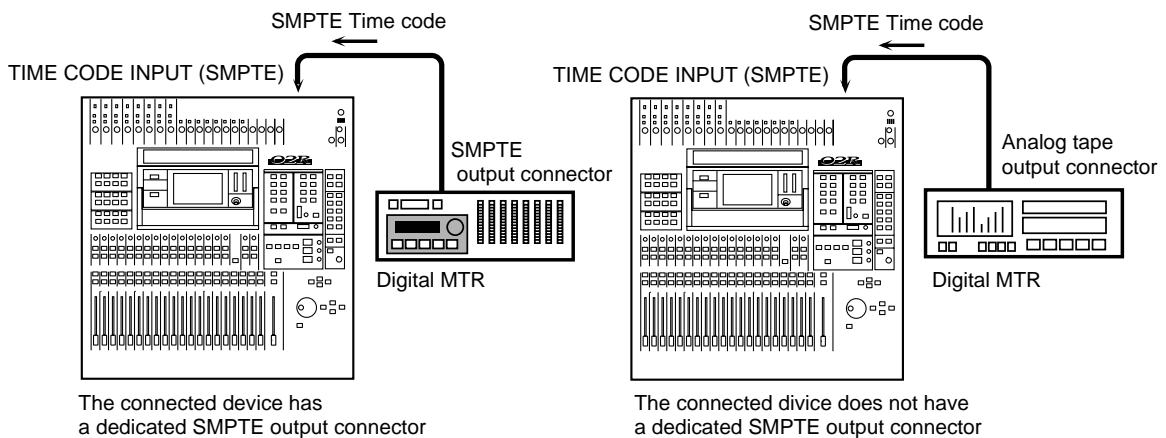 SMPTE Time code
TIME CODE INPUT (SMPTE)
02R
SMPTE
output connector
Digital MTR
The connected device has
a dedicated SMPTE output connector
SMPTE Time code
TIME CODE INPUT (SMPTE)
02R
Analog tape
output connector
Digital MTR
The connected divice does not have
a dedicated SMPTE output connector